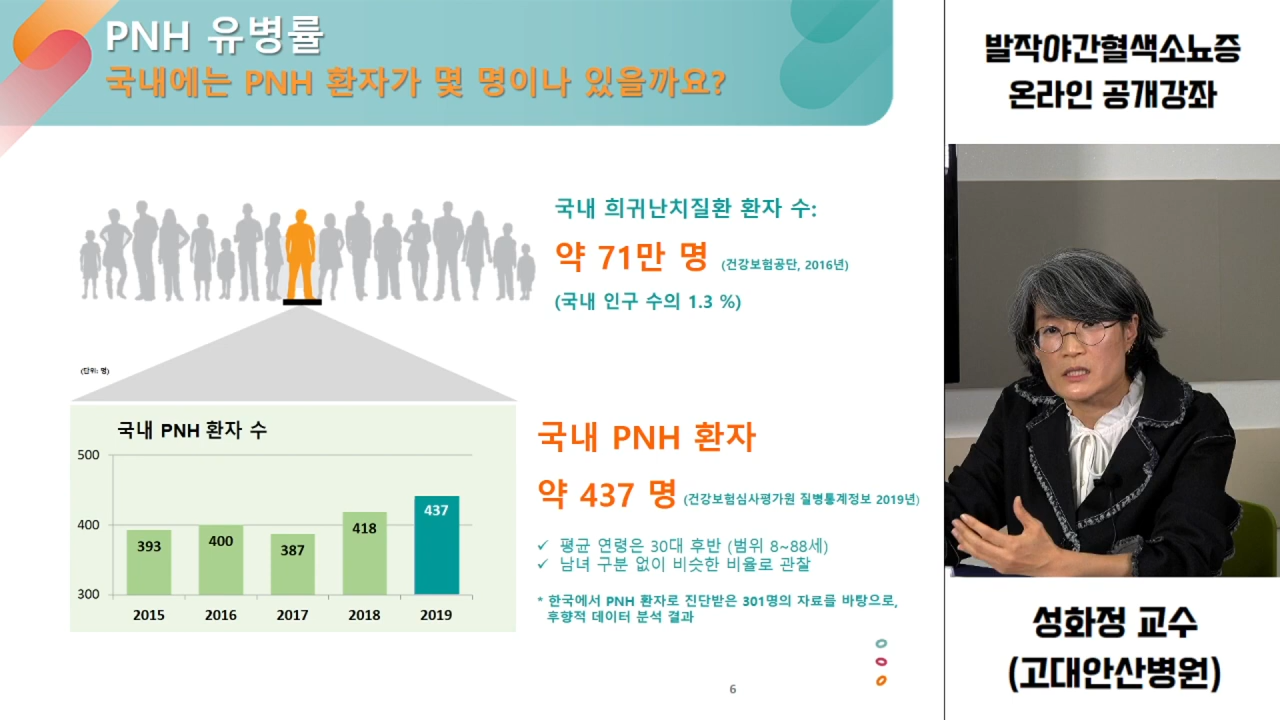 PNH 유병률
국내에는 PNH 환자가 몇 명이나 있을까요?
국내 희귀난치질환 환자 수:
약 71만 명 (건강보험공단, 2016년)
(국내 인구 수의 1.3 %)
(단위: 명)
국내 PNH 환자 수
500
400
300
393
400
387
418
437
2015
2016
2017
2018
2019
국내 PNH 환자
약 437 명 (건강보험심사평가원 질병통계정보 2019년)
✓ 평균 연령은 30대 후반 (범위 8~88세)
✓ 남녀 구분 없이 비슷한 비율로 관찰
* 한국에서 PNH 환자로 진단받은 301명의 자료를 바탕으로,
후향적 데이터 분석 결과
6
발작야간혈색소뇨증
온라인 공개강좌
성화정 교수
(고대안산병원)